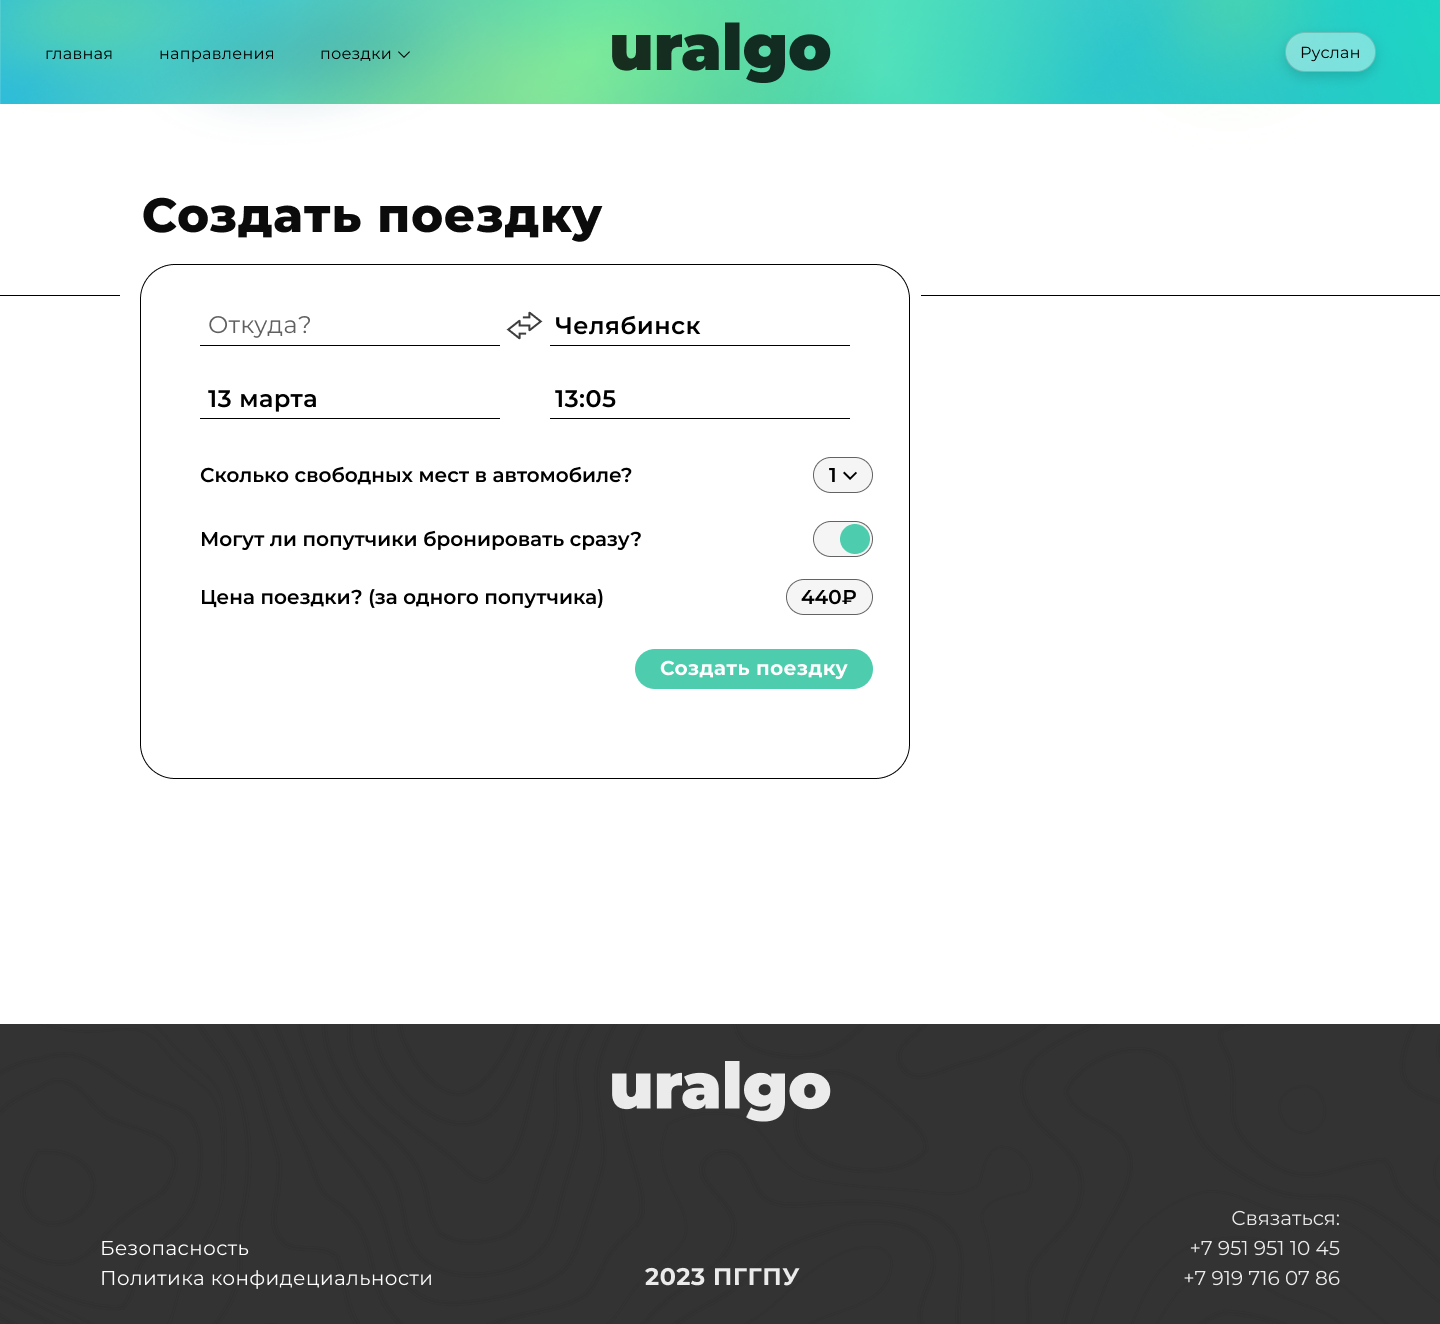 главная направления поездки uralgo Руслан
Создать поездку
Откуда? Челябинск
13 марта 13:05
Сколько свободных мест в автомобиле? 1
Могут ли попутчики бронировать сразу?
Цена поездки? (за одного попутчика) 440₽
Создать поездку
uralgo
Связаться:
Безопасность +7 951 951 10 45
Политика конфидециальности 2023 ПГГПУ +7 919 716 07 86